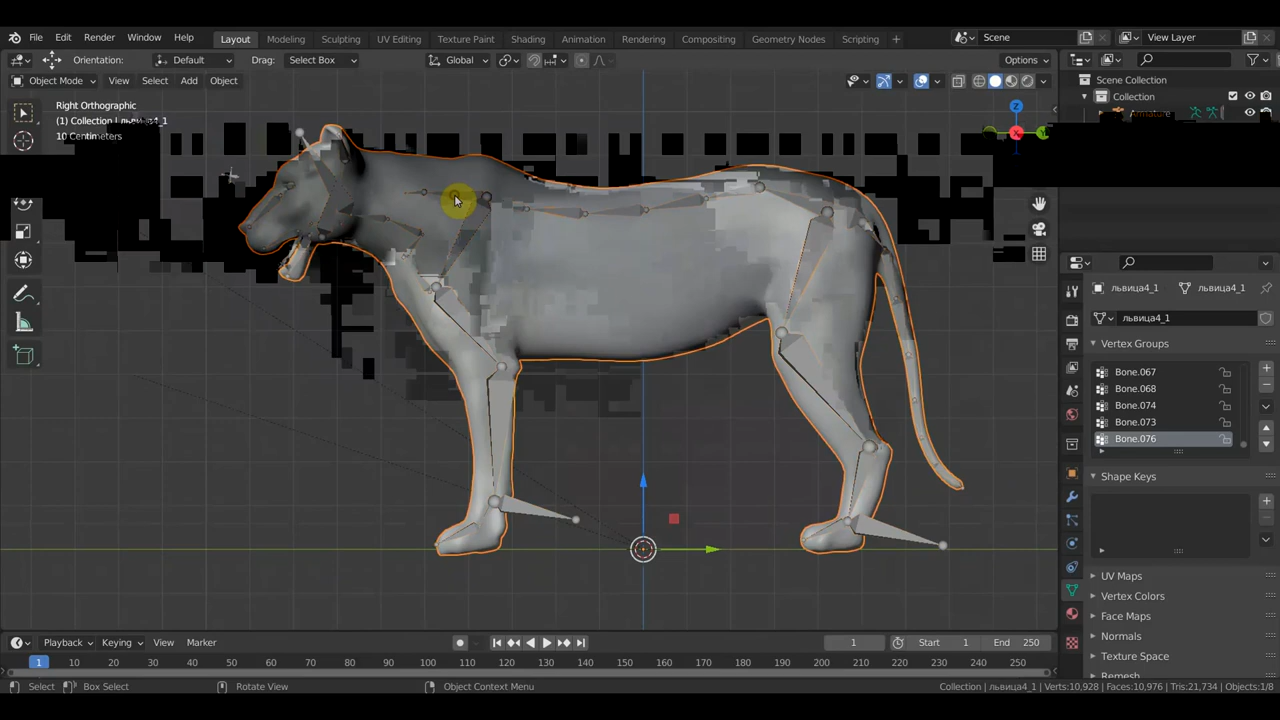 File Edit Render Window Help Layout Modeling Sculpting UV Editing Texture Paint Shading Animation Rendering Compositing Geometry Nodes Scripting + Scene View Layer
Orientation: Default Drag: Select Box Global Options
Object Mode View Select Add Object
Scene Collection
Collection
Armature
Right Orthographic
(1) Collection | львица4_1
10 Centimeters
Z
X
Y
львица4_1 львица4_1
львица4_1
Vertex Groups
Bone.067
Bone.068
Bone.074
Bone.073
Bone.076
Shape Keys
UV Maps
Vertex Colors
Face Maps
Normals
Texture Space
Remesh
Playback Keying View Marker 1 Start 1 End 250
1 10 20 30 40 50 60 70 80 90 100 110 120 130 140 150 160 170 180 190 200 210 220 230 240 250
Select Box Select Rotate View Object Context Menu Collection | львица4_1 | Verts:10,928 | Faces:10,976 | Tris:21,734 | Objects:1/8